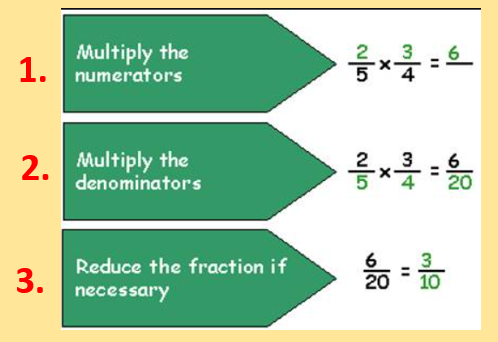 1.
Multiply the
numerators
2/5 × 3/4 = 6/
2.
Multiply the
denominators
2/5 × 3/4 = 6/20
3.
Reduce the fraction if
necessary
6/20 = 3/10